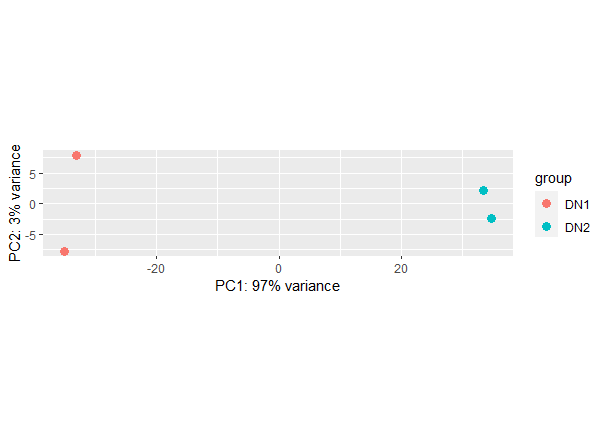 PC2: 3% variance
5
0
-5
-20
0
20
PC1: 97% variance
group
DN1
DN2